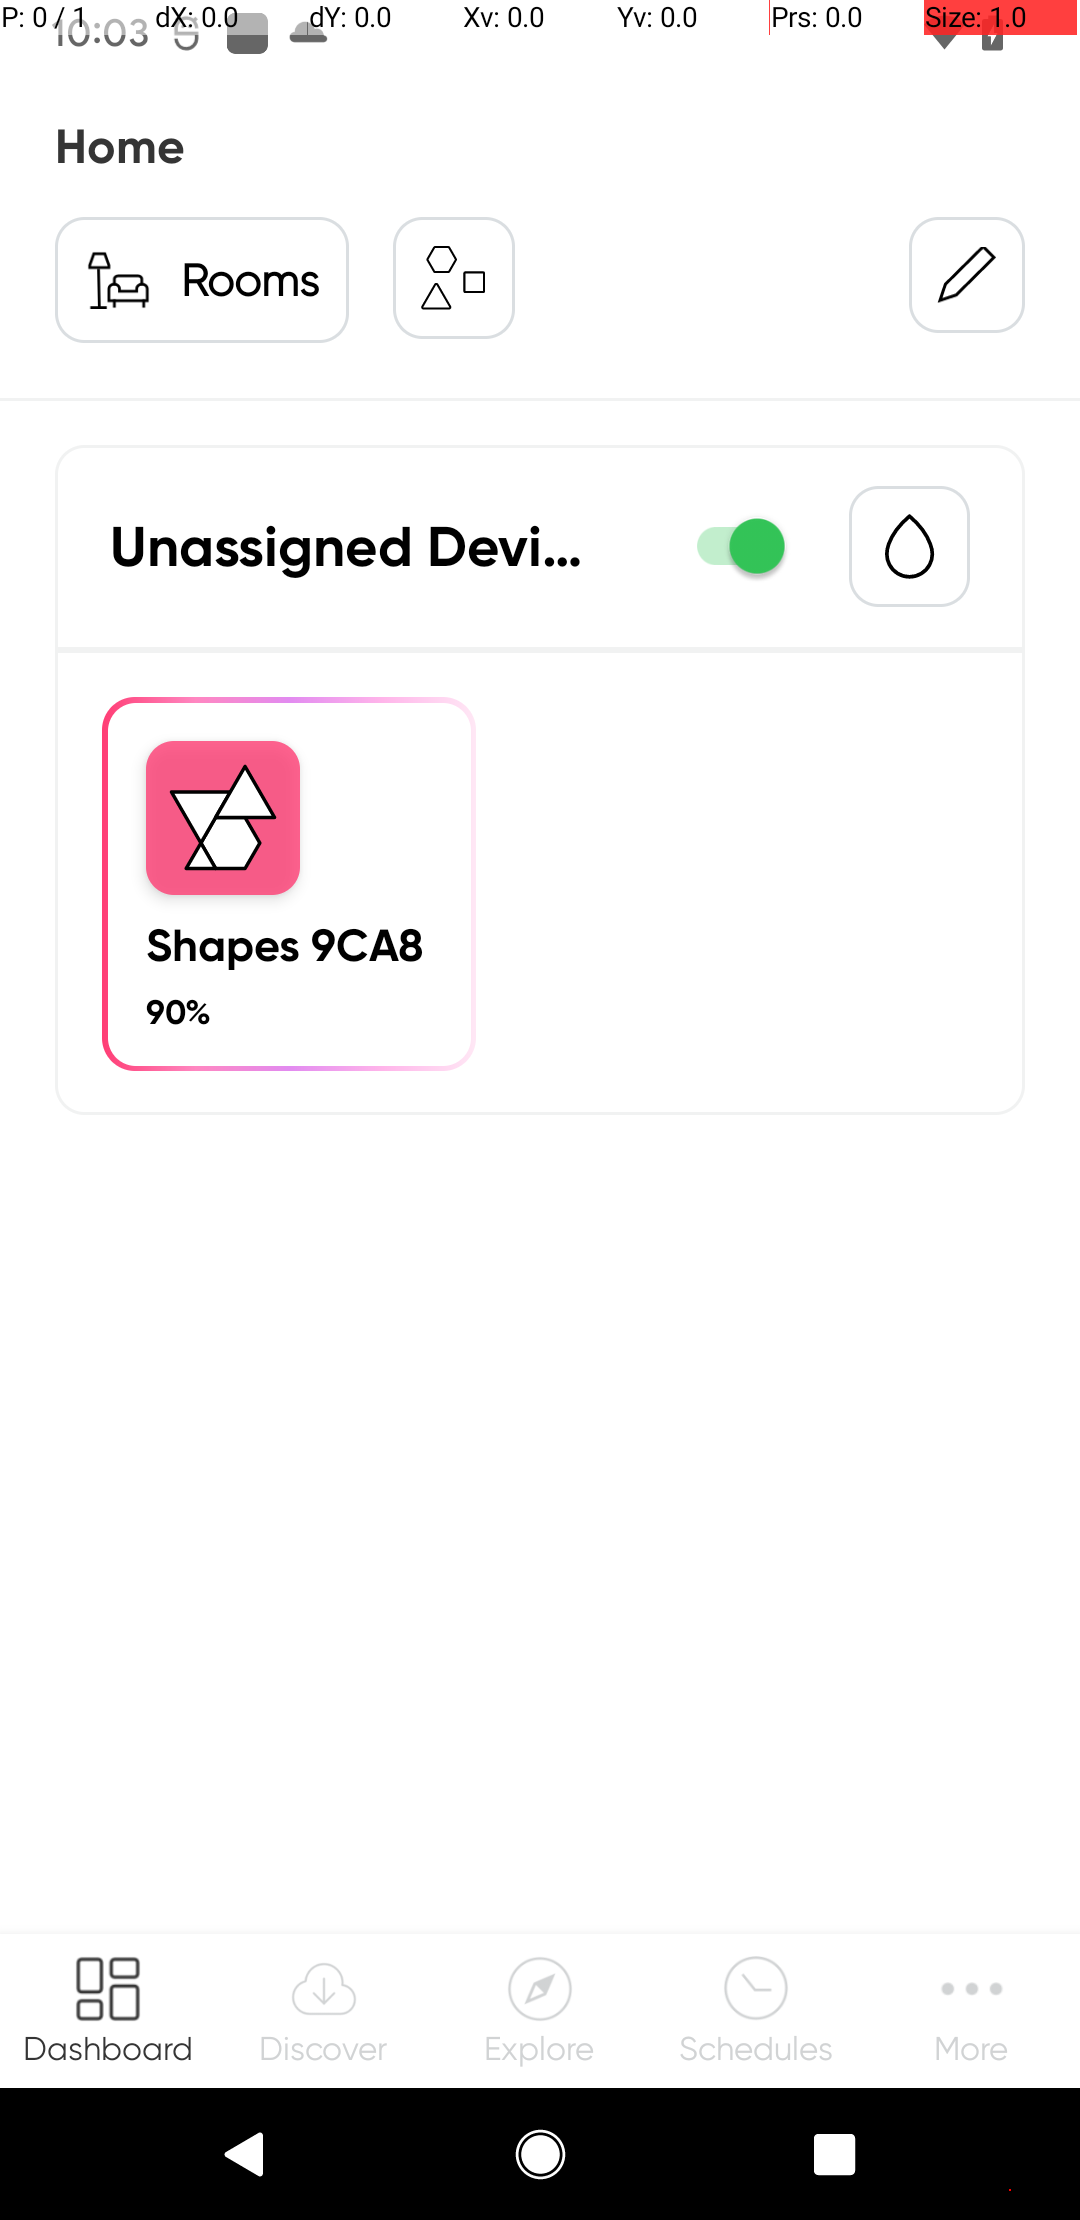 P: 0 / 1 dX: 0.0 dY: 0.0 Xv: 0.0 Yv: 0.0 Prs: 0.0 Size: 1.0
10:03
Home
Rooms
Unassigned Devi...
Shapes 9CA8
90%
Dashboard Discover Explore Schedules More